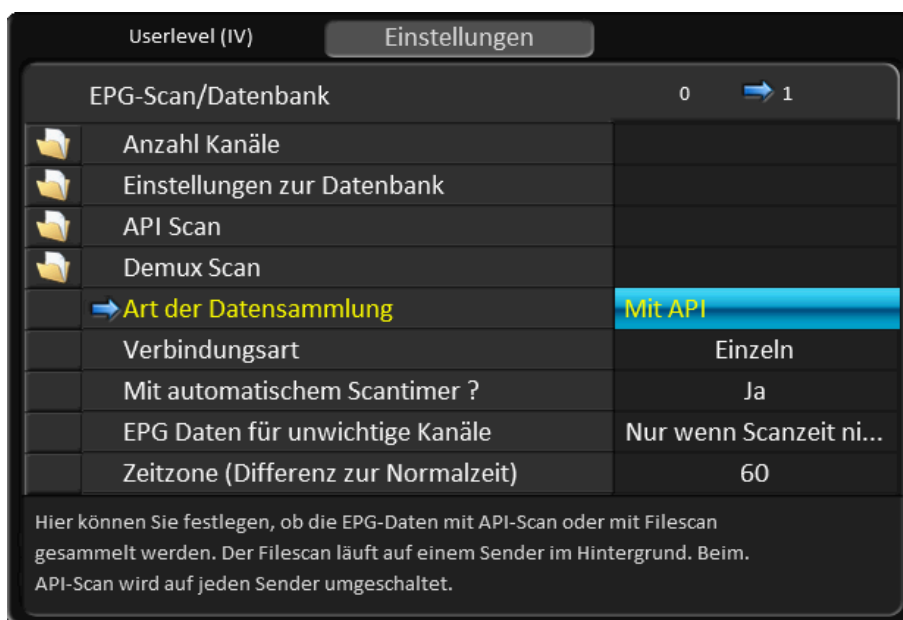 Userlevel (IV) Einstellungen
EPG-Scan/Datenbank 0 1
Anzahl Kanäle
Einstellungen zur Datenbank
API Scan
Demux Scan
Art der Datensammlung Mit API
Verbindungsart Einzeln
Mit automatischem Scantimer ? Ja
EPG Daten für unwichtige Kanäle Nur wenn Scanzeit ni...
Zeitzone (Differenz zur Normalzeit) 60
Hier können Sie festlegen, ob die EPG-Daten mit API-Scan oder mit Filescan
gesammelt werden. Der Filescan läuft auf einem Sender im Hintergrund. Beim.
API-Scan wird auf jeden Sender umgeschaltet.